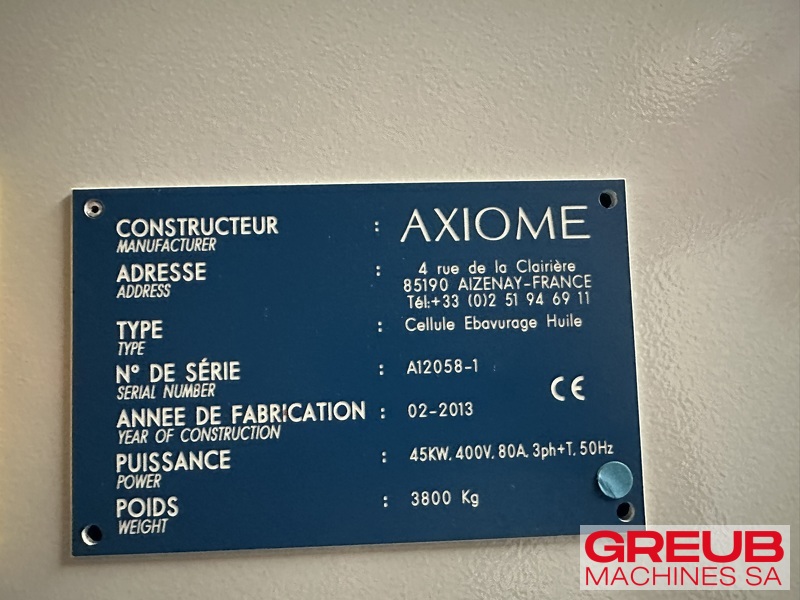 CONSTRUCTEUR : AXIOME
MANUFACTURER
ADRESSE : 4 rue de la Clairière
ADDRESS 85190 AIZENAY-FRANCE
Tél:+33 (0)2 51 94 69 11
TYPE : Cellule Ebavurage Huile
TYPE
N° DE SÉRIE : A12058-1
SERIAL NUMBER
CE
ANNEE DE FABRICATION : 02-2013
YEAR OF CONSTRUCTION
PUISSANCE : 45KW, 400V, 80A, 3ph+T, 50Hz
POWER
POIDS : 3800 Kg
WEIGHT
GREUB
MACHINES SA